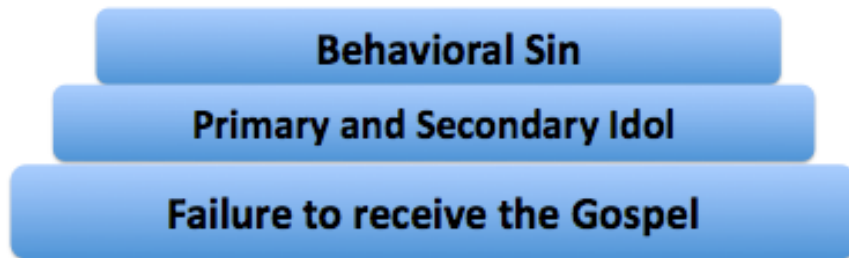 Behavioral Sin
Primary and Secondary Idol
Failure to receive the Gospel